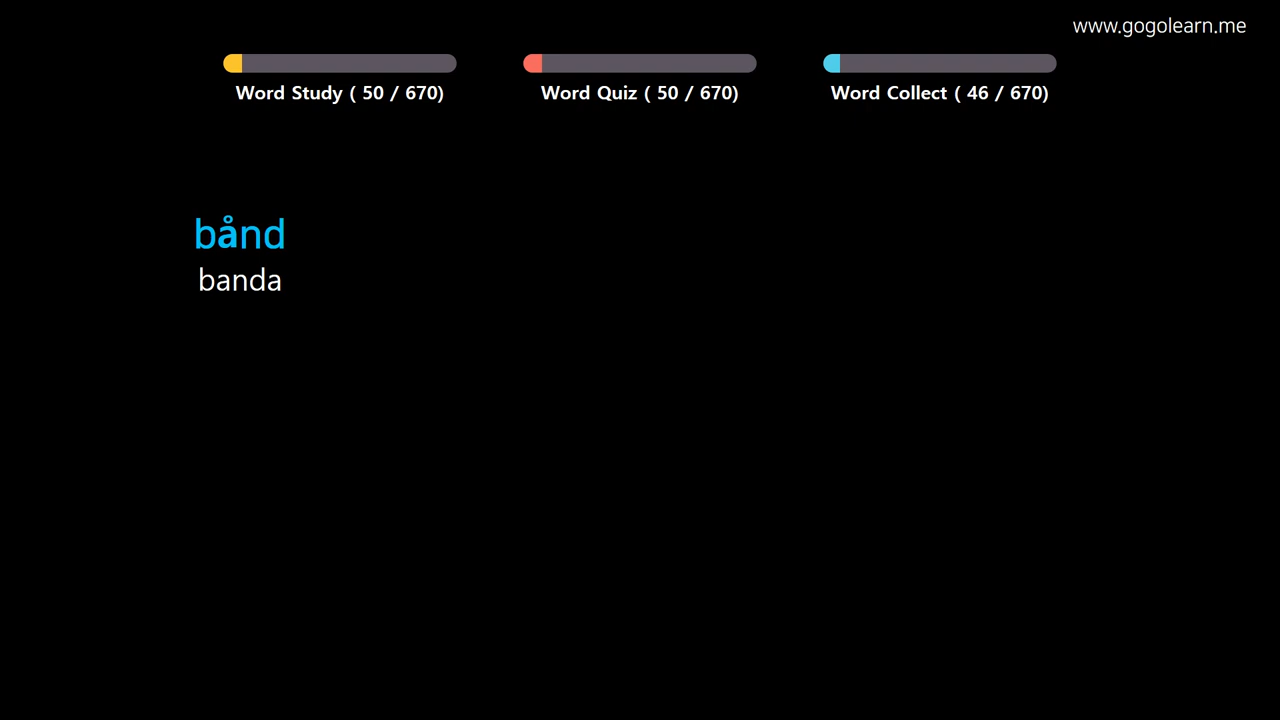 www.gogolearn.me
Word Study ( 50 / 670)
Word Quiz ( 50 / 670)
Word Collect ( 46 / 670)
bånd
banda